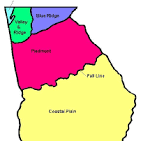 Blue Ridge
Valley
&
Ridge
Piedmont
Fall Line
Coastal Plain